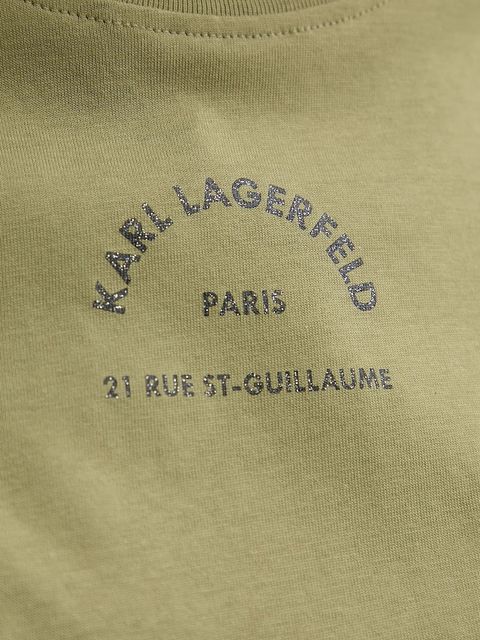 KARL LAGERFELD
PARIS
21 RUE ST-GUILLAUME